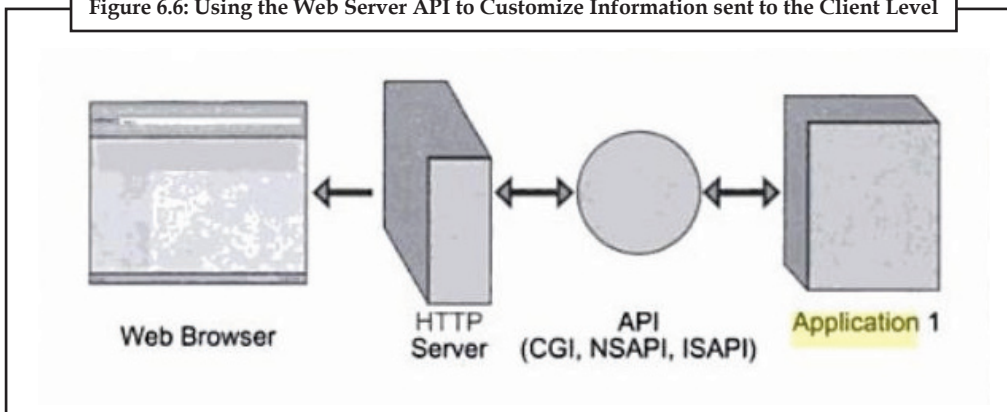 Figure 6.6: Using the Web Server API to Customize Information sent to the Client Level
Web Browser
HTTP
Server
API
(CGI, NSAPI, ISAPI)
Application 1